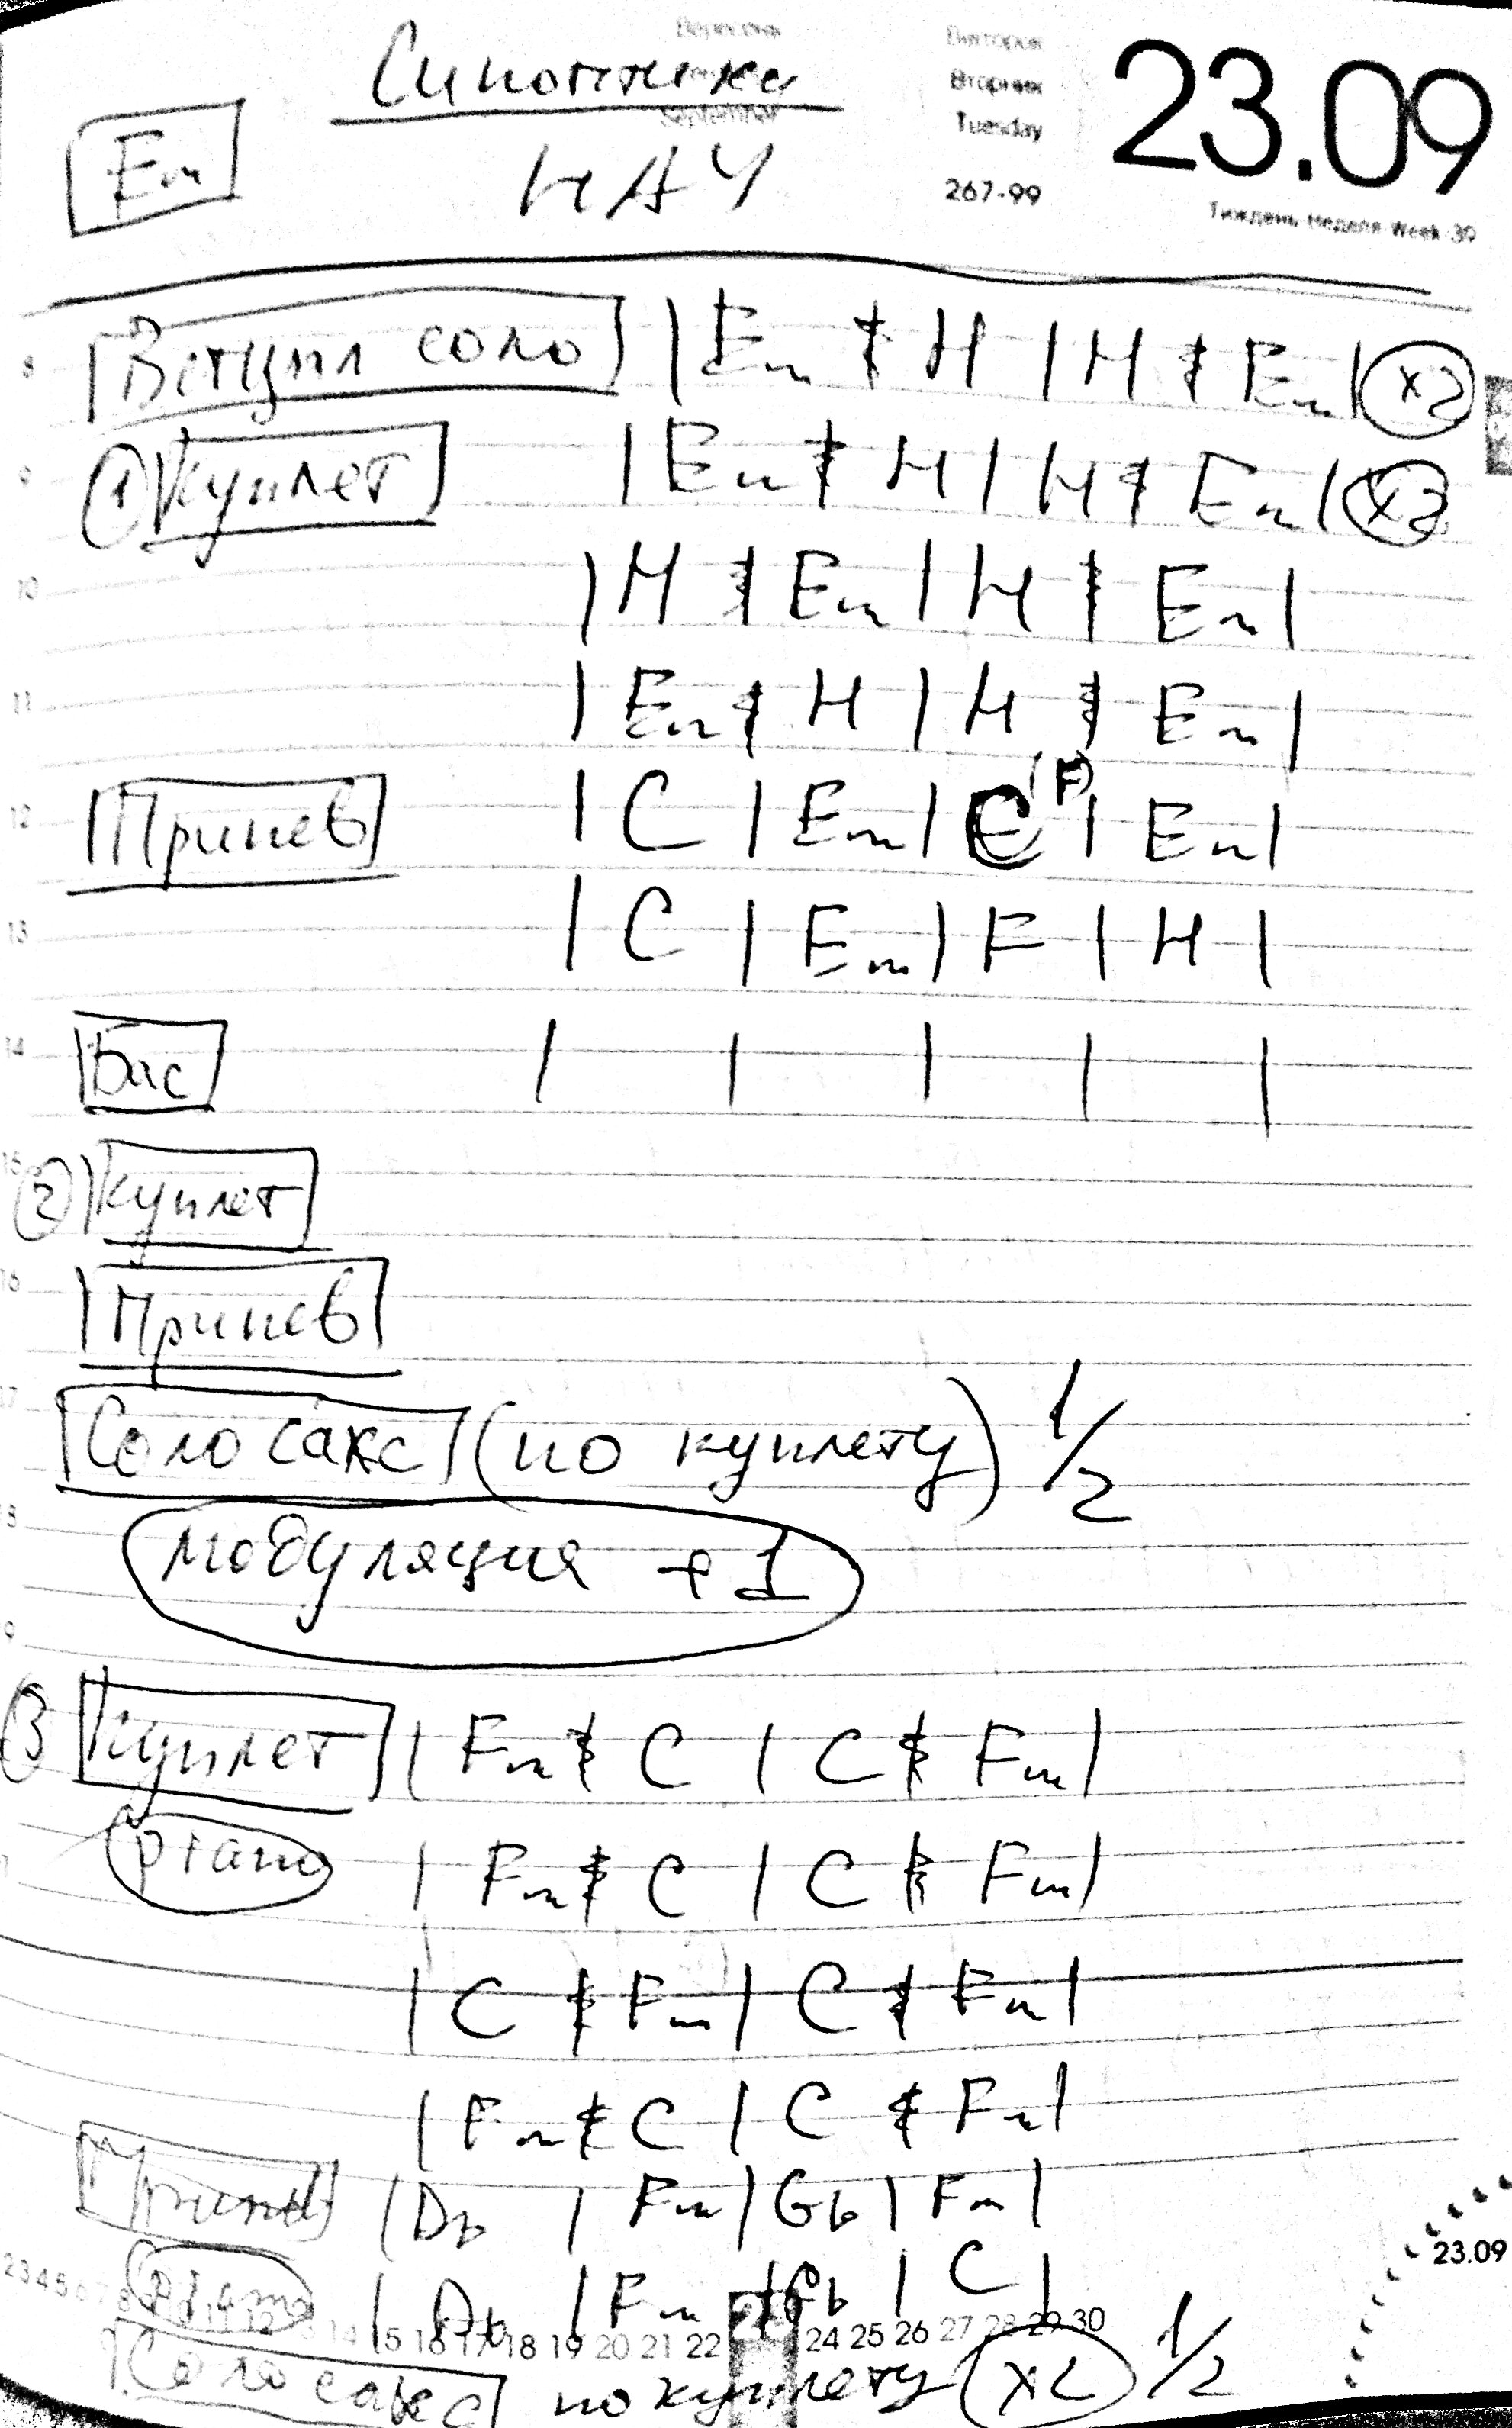 Вересень
September
Вівторок
Вторник
Tuesday
267-99
23.09
Тиждень Неделя Week 39
Синоптики
НАУ
Em
8 Вступл соло | Em | H | H | Em | x2
9 1 Куплет | Em | H | H | Em |
10 | H | Em | H | Em |
11 | Em | H | H | Em |
12 Припев | C | Em | C (F) | Em |
13 | C | Em | F | H |
14 Бас | | | | |
15 2 Куплет
16 Припев
17 Соло сакс (по куплету) 1/2
18 модуляция +1
19
3 Куплет | Fm | C | C | Fm |
piano | Fm | C | C | Fm |
| C | Fm | C | Fm |
| Fm | C | C | Fm |
Припев | Db | Fm | Gb | Fm |
piano | Db | Fm | Gb | C |
23.09
2 3 4 5 6 7 8 11 12 13 14 15 16 17 18 19 20 21 22 24 25 26 27 28 29 30
Соло сакс по куплету x2 1/2